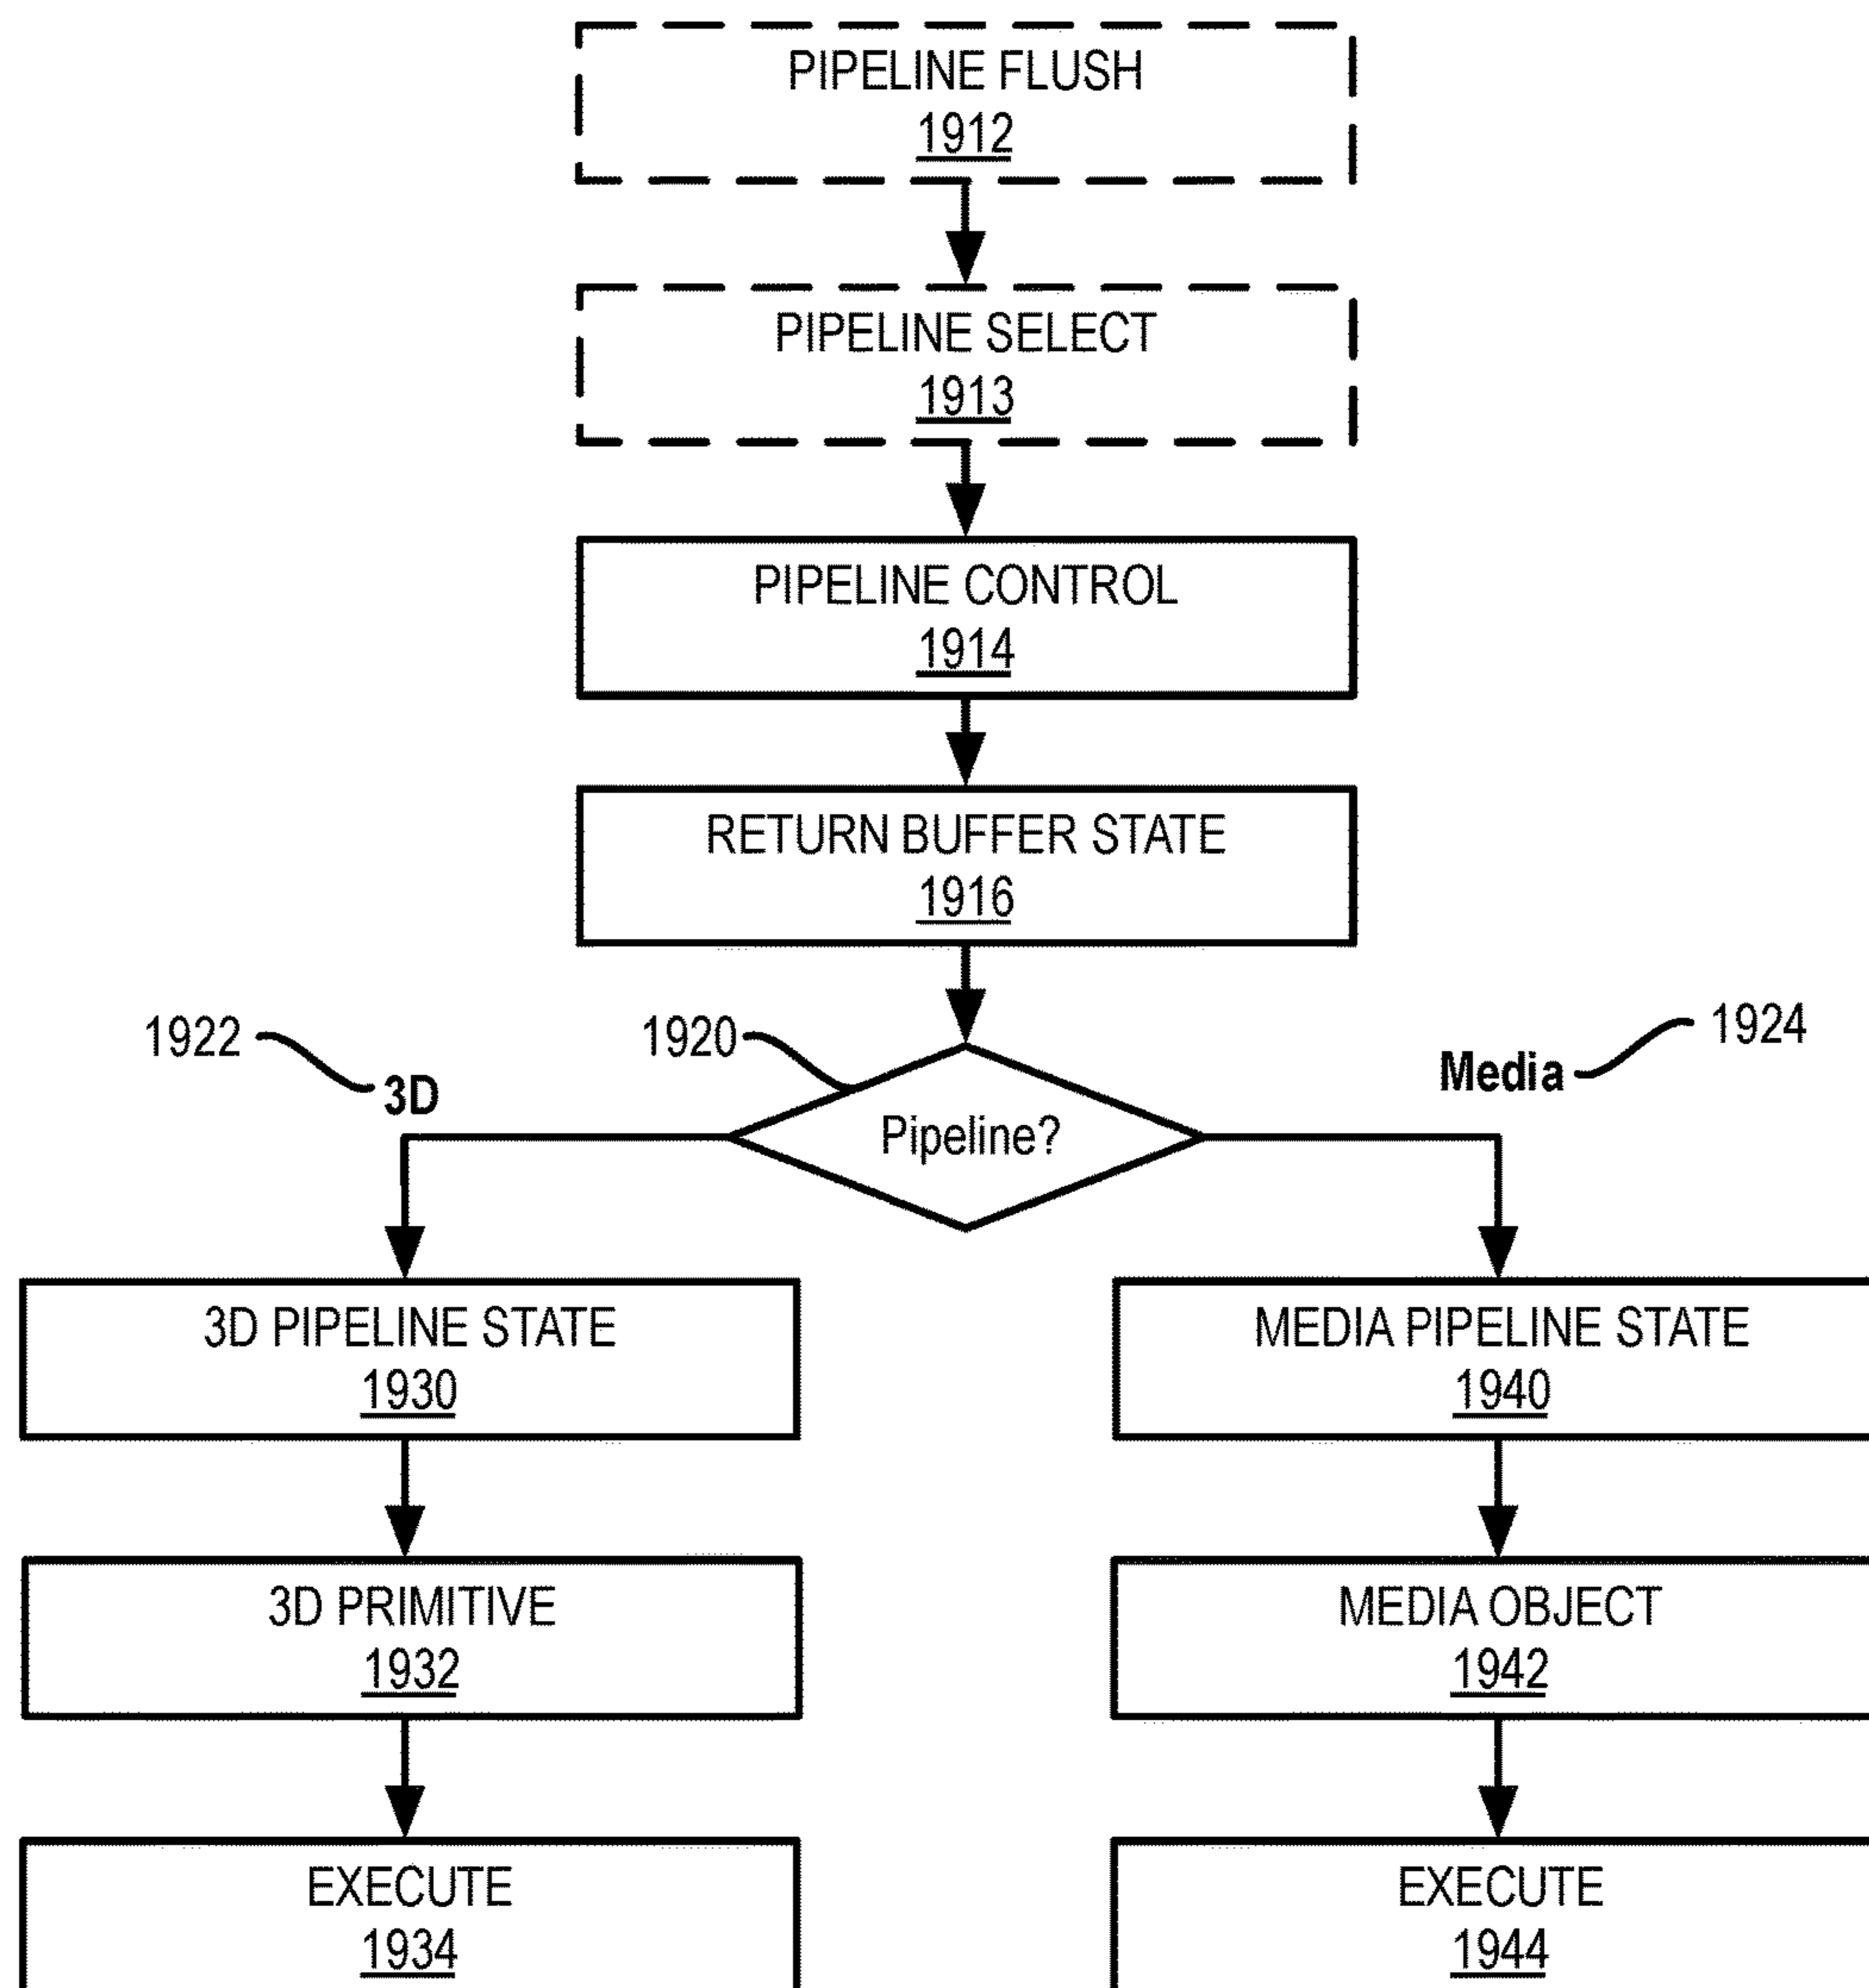 PIPELINE FLUSH
1912
PIPELINE SELECT
1913
PIPELINE CONTROL
1914
RETURN BUFFER STATE
1916
1922
3D
1920
Pipeline?
Media
1924
3D PIPELINE STATE
1930
MEDIA PIPELINE STATE
1940
3D PRIMITIVE
1932
MEDIA OBJECT
1942
EXECUTE
1934
EXECUTE
1944